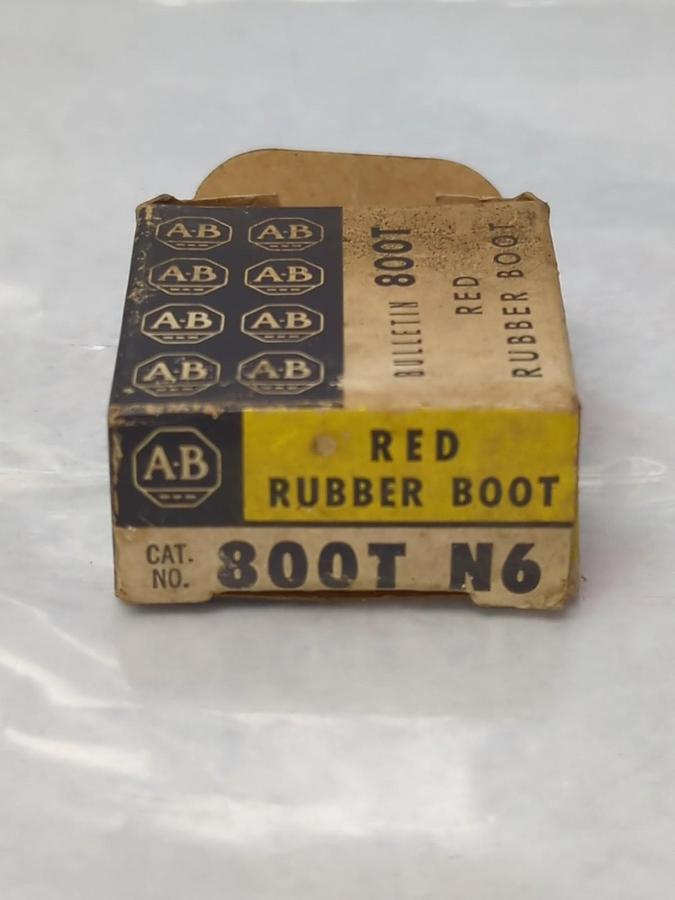 A·B A·B
A·B A·B
A·B A·B
A·B A·B
BULLETIN 800T
RED
RUBBER BOOT
A·B
RED
RUBBER BOOT
CAT.
NO.
800T N6